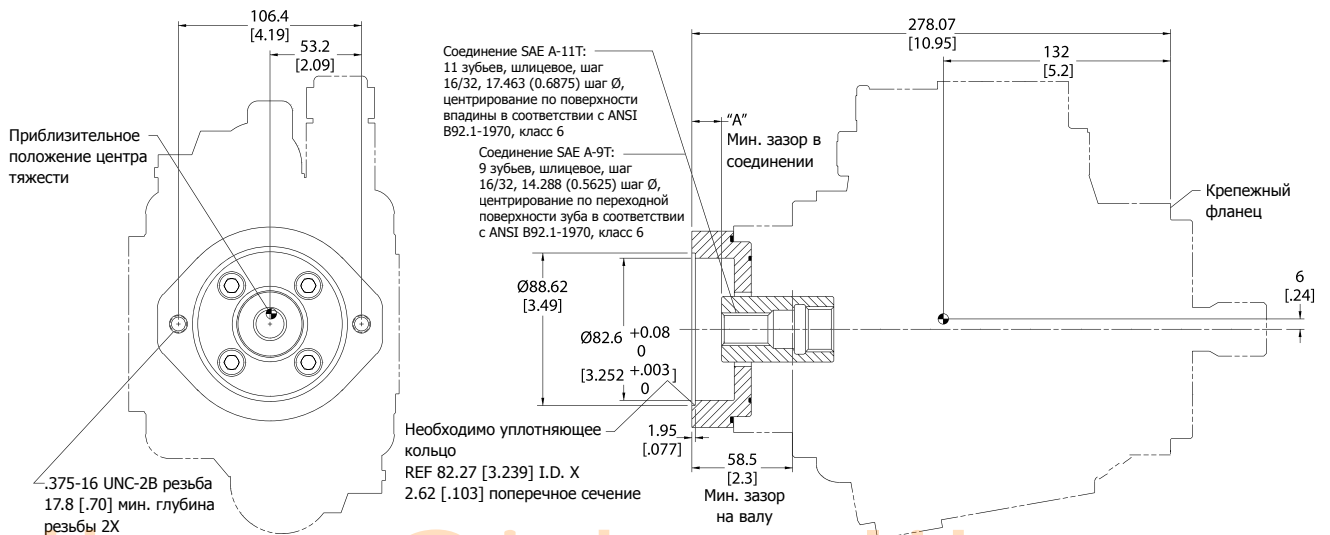 106.4
[4.19]
53.2
[2.09]
Приблизительное
положение центра
тяжести
.375-16 UNC-2B резьба
17.8 [.70] мин. глубина
резьбы 2X
Соединение SAE A-11T:
11 зубьев, шлицевое, шаг
16/32, 17.463 (0.6875) шаг Ø,
центрирование по поверхности
впадины в соответствии с ANSI
B92.1-1970, класс 6
Соединение SAE A-9T:
9 зубьев, шлицевое, шаг
16/32, 14.288 (0.5625) шаг Ø,
центрирование по переходной
поверхности зуба в соответствии
с ANSI B92.1-1970, класс 6
278.07
[10.95]
132
[5.2]
"A"
Мин. зазор в
соединении
Крепежный
фланец
6
[.24]
Ø88.62
[3.49]
Ø82.6 +0.08
0
[3.252 +.003]
0
Необходимо уплотняющее
кольцо
REF 82.27 [3.239] I.D. X
2.62 [.103] поперечное сечение
1.95
[.077]
58.5
[2.3]
Мин. зазор
на валу